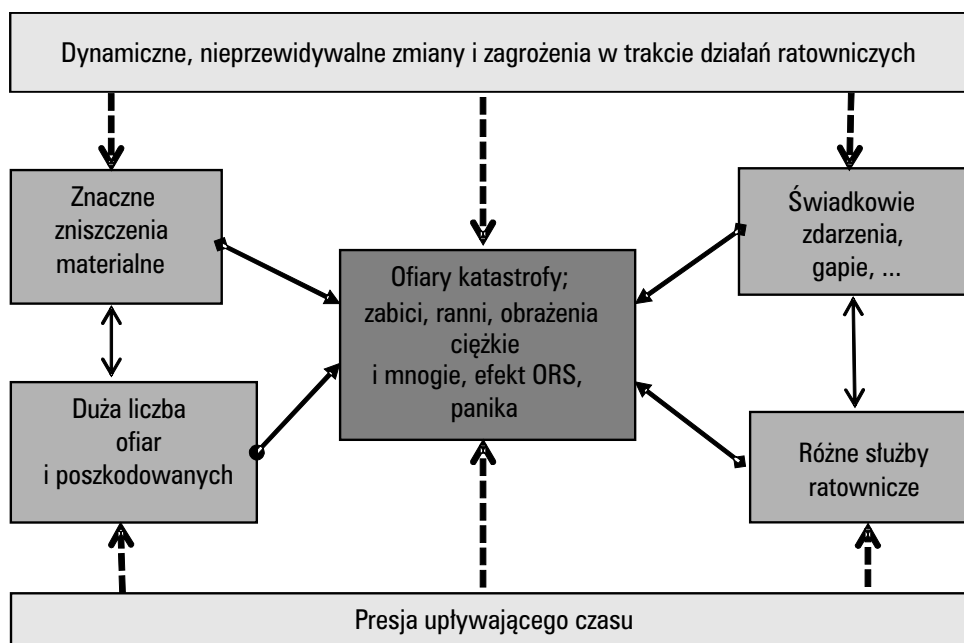 Dynamiczne, nieprzewidywalne zmiany i zagrożenia w trakcie działań ratowniczych
Znaczne
zniszczenia
materialne
Świadkowie
zdarzenia,
gapie, ...
Ofiary katastrofy;
zabici, ranni, obrażenia
ciężkie
i mnogie, efekt ORS,
panika
Duża liczba
ofiar
i poszkodowanych
Różne służby
ratownicze
Presja upływającego czasu